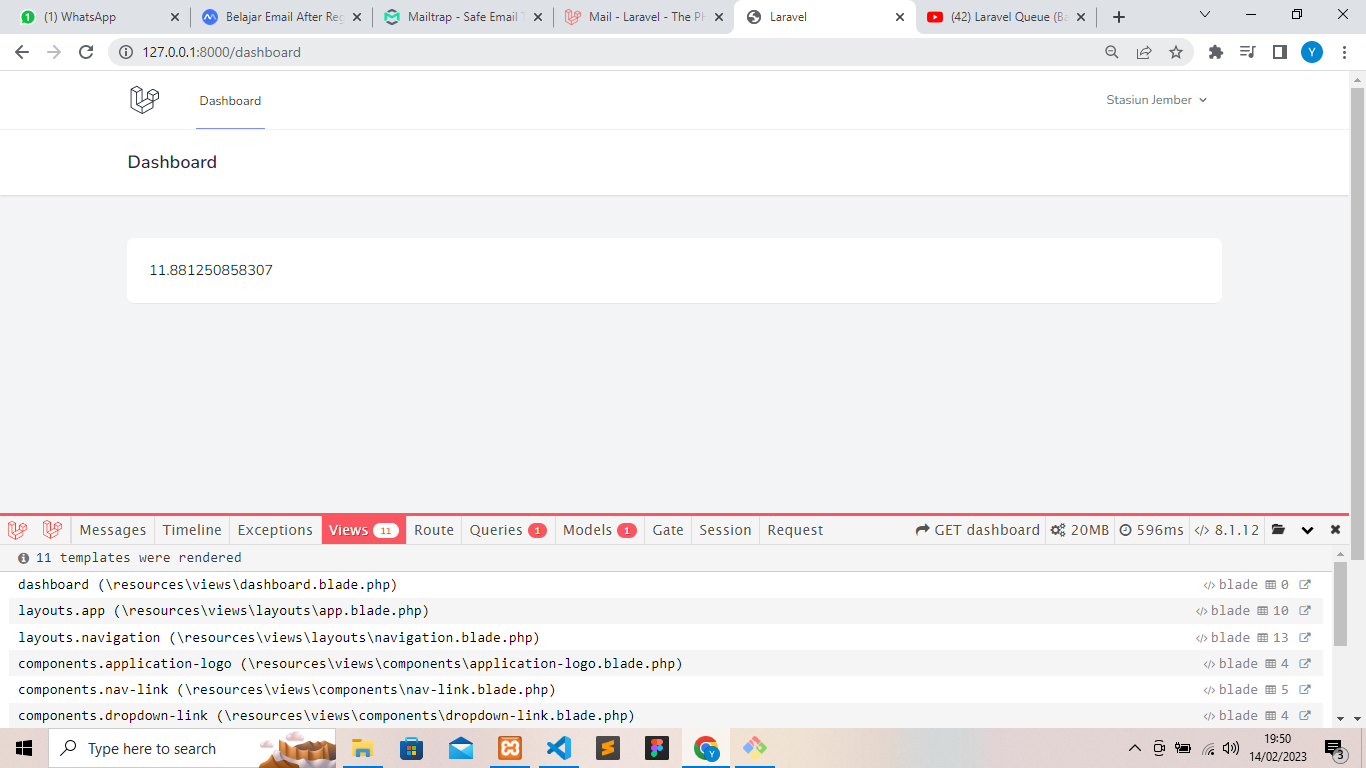 (1) WhatsApp
Belajar Email After Reg
Mailtrap - Safe Email T
Mail - Laravel - The PH
Laravel
(42) Laravel Queue (Ba
127.0.0.1:8000/dashboard
Y
Dashboard
Stasiun Jember
Dashboard
11.881250858307
Messages Timeline Exceptions Views 11 Route Queries 1 Models 1 Gate Session Request GET dashboard 20MB 596ms 8.1.12
11 templates were rendered
dashboard (\resources\views\dashboard.blade.php) blade 0
layouts.app (\resources\views\layouts\app.blade.php) blade 10
layouts.navigation (\resources\views\layouts\navigation.blade.php) blade 13
components.application-logo (\resources\views\components\application-logo.blade.php) blade 4
components.nav-link (\resources\views\components\nav-link.blade.php) blade 5
components.dropdown-link (\resources\views\components\dropdown-link.blade.php) blade 4
Type here to search
19:50
14/02/2023
3